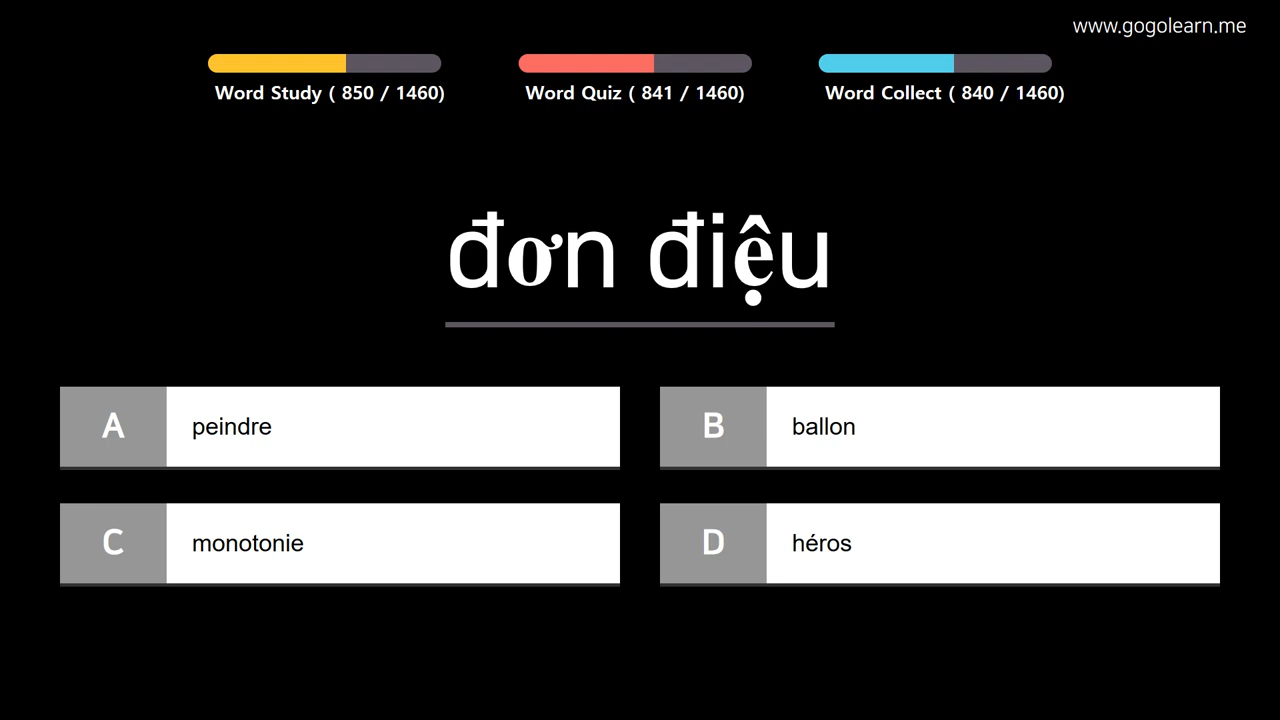 www.gogolearn.me
Word Study ( 850 / 1460)
Word Quiz ( 841 / 1460)
Word Collect ( 840 / 1460)
đơn điệu
A peindre
B ballon
C monotonie
D héros